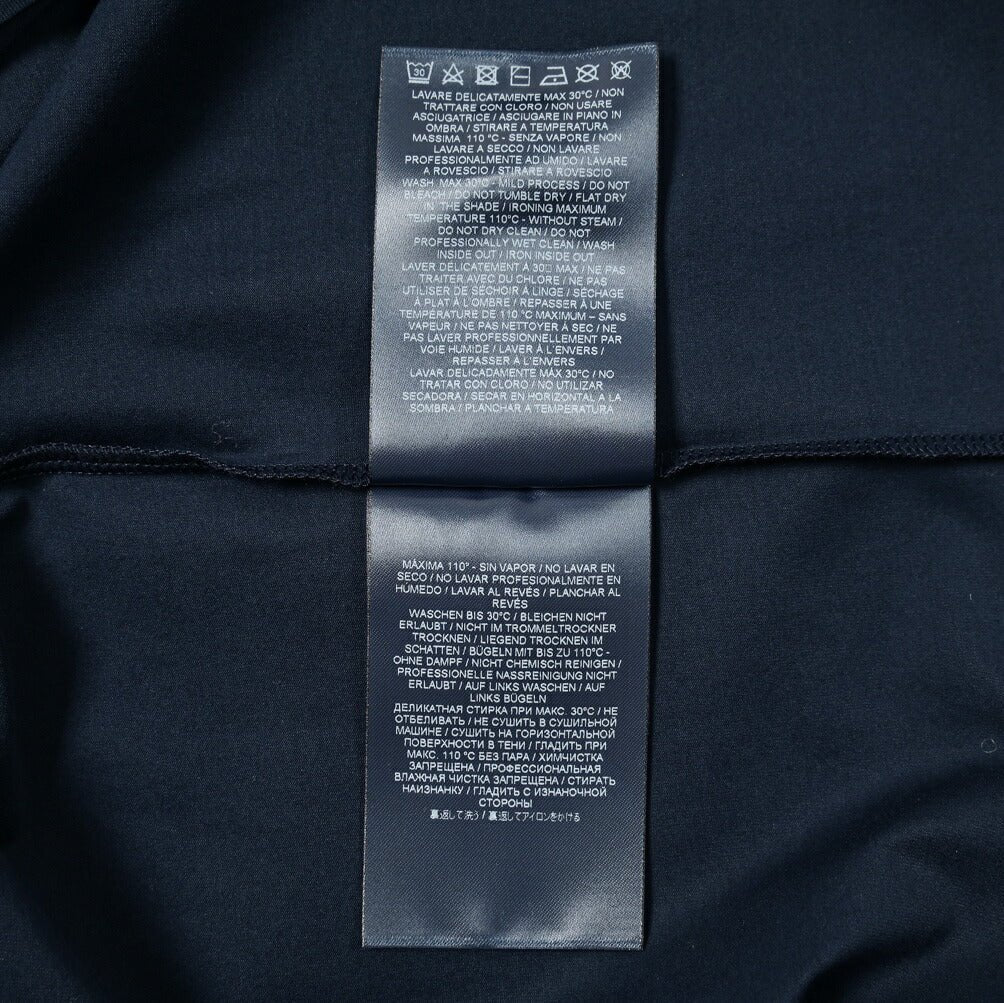 30
LAVARE DELICATAMENTE MAX 30°C / NON
TRATTARE CON CLORO / NON USARE
ASCIUGATRICE / ASCIUGARE IN PIANO IN
OMBRA / STIRARE A TEMPERATURA
MASSIMA 110 °C - SENZA VAPORE / NON
LAVARE A SECCO / NON LAVARE
PROFESSIONALMENTE AD UMIDO / LAVARE
A ROVESCIO / STIRARE A ROVESCIO
WASH MAX 30°C - MILD PROCESS / DO NOT
BLEACH / DO NOT TUMBLE DRY / FLAT DRY
IN THE SHADE / IRONING MAXIMUM
TEMPERATURE 110°C - WITHOUT STEAM /
DO NOT DRY CLEAN / DO NOT
PROFESSIONALLY WET CLEAN / WASH
INSIDE OUT / IRON INSIDE OUT
LAVER DÉLICATEMENT À 30□ MAX / NE PAS
TRAITER AVEC DU CHLORE / NE PAS
UTILISER DE SÉCHOIR À LINGE / SÉCHAGE
À PLAT À L'OMBRE / REPASSER À UNE
TEMPÉRATURE DE 110 °C MAXIMUM – SANS
VAPEUR / NE PAS NETTOYER À SEC / NE
PAS LAVER PROFESSIONNELLEMENT PAR
VOIE HUMIDE / LAVER À L'ENVERS /
REPASSER À L'ENVERS
LAVAR DELICADAMENTE MÁX 30°C / NO
TRATAR CON CLORO / NO UTILIZAR
SECADORA / SECAR EN HORIZONTAL A LA
SOMBRA / PLANCHAR A TEMPERATURA
MÁXIMA 110° - SIN VAPOR / NO LAVAR EN
SECO / NO LAVAR PROFESIONALMENTE EN
HÚMEDO / LAVAR AL REVÉS / PLANCHAR AL
REVÉS
WASCHEN BIS 30°C / BLEICHEN NICHT
ERLAUBT / NICHT IM TROMMELTROCKNER
TROCKNEN / LIEGEND TROCKNEN IM
SCHATTEN / BÜGELN MIT BIS ZU 110°C -
OHNE DAMPF / NICHT CHEMISCH REINIGEN /
PROFESSIONELLE NASSREINIGUNG NICHT
ERLAUBT / AUF LINKS WASCHEN / AUF
LINKS BÜGELN
ДЕЛИКАТНАЯ СТИРКА ПРИ МАКС. 30°C / НЕ
ОТБЕЛИВАТЬ / НЕ СУШИТЬ В СУШИЛЬНОЙ
МАШИНЕ / СУШИТЬ НА ГОРИЗОНТАЛЬНОЙ
ПОВЕРХНОСТИ В ТЕНИ / ГЛАДИТЬ ПРИ
МАКС. 110 °C БЕЗ ПАРА / ХИМЧИСТКА
ЗАПРЕЩЕНА / ПРОФЕССИОНАЛЬНАЯ
ВЛАЖНАЯ ЧИСТКА ЗАПРЕЩЕНА / СТИРАТЬ
НАИЗНАНКУ / ГЛАДИТЬ С ИЗНАНОЧНОЙ
СТОРОНЫ
裏返して洗う / 裏返してアイロンをかける